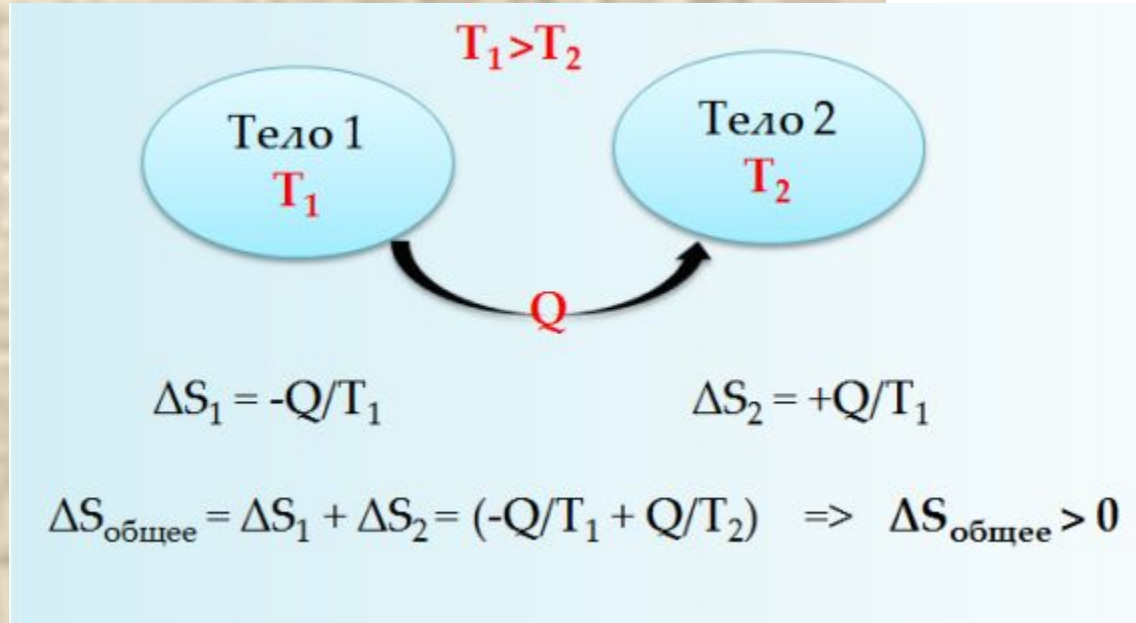 T₁>T₂
Тело 1
T₁
Тело 2
T₂
Q
ΔS₁ = -Q/T₁
ΔS₂ = +Q/T₁
ΔSобщее = ΔS₁ + ΔS₂ = (-Q/T₁ + Q/T₂) => ΔSобщее > 0